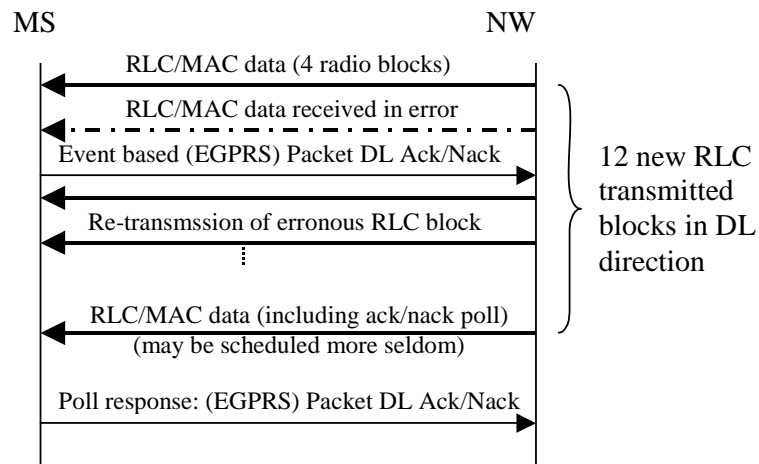 MS
NW
RLC/MAC data (4 radio blocks)
RLC/MAC data received in error
Event based (EGPRS) Packet DL Ack/Nack
Re-transmssion of erronous RLC block
RLC/MAC data (including ack/nack poll)
(may be scheduled more seldom)
Poll response: (EGPRS) Packet DL Ack/Nack
12 new RLC
transmitted
blocks in DL
direction